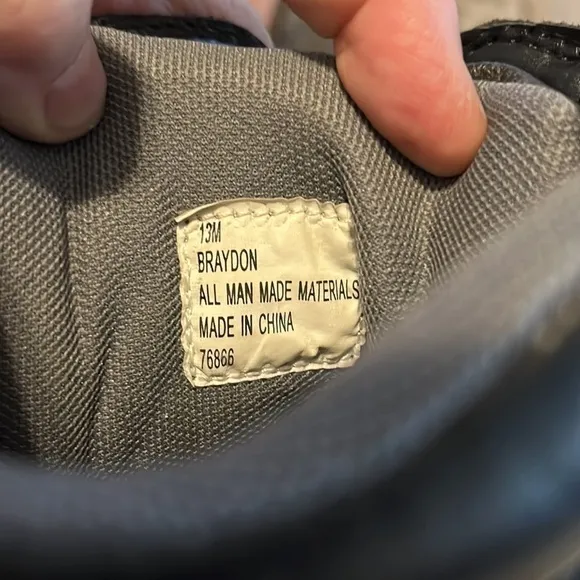 13M
BRAYDON
ALL MAN MADE MATERIALS
MADE IN CHINA
76866